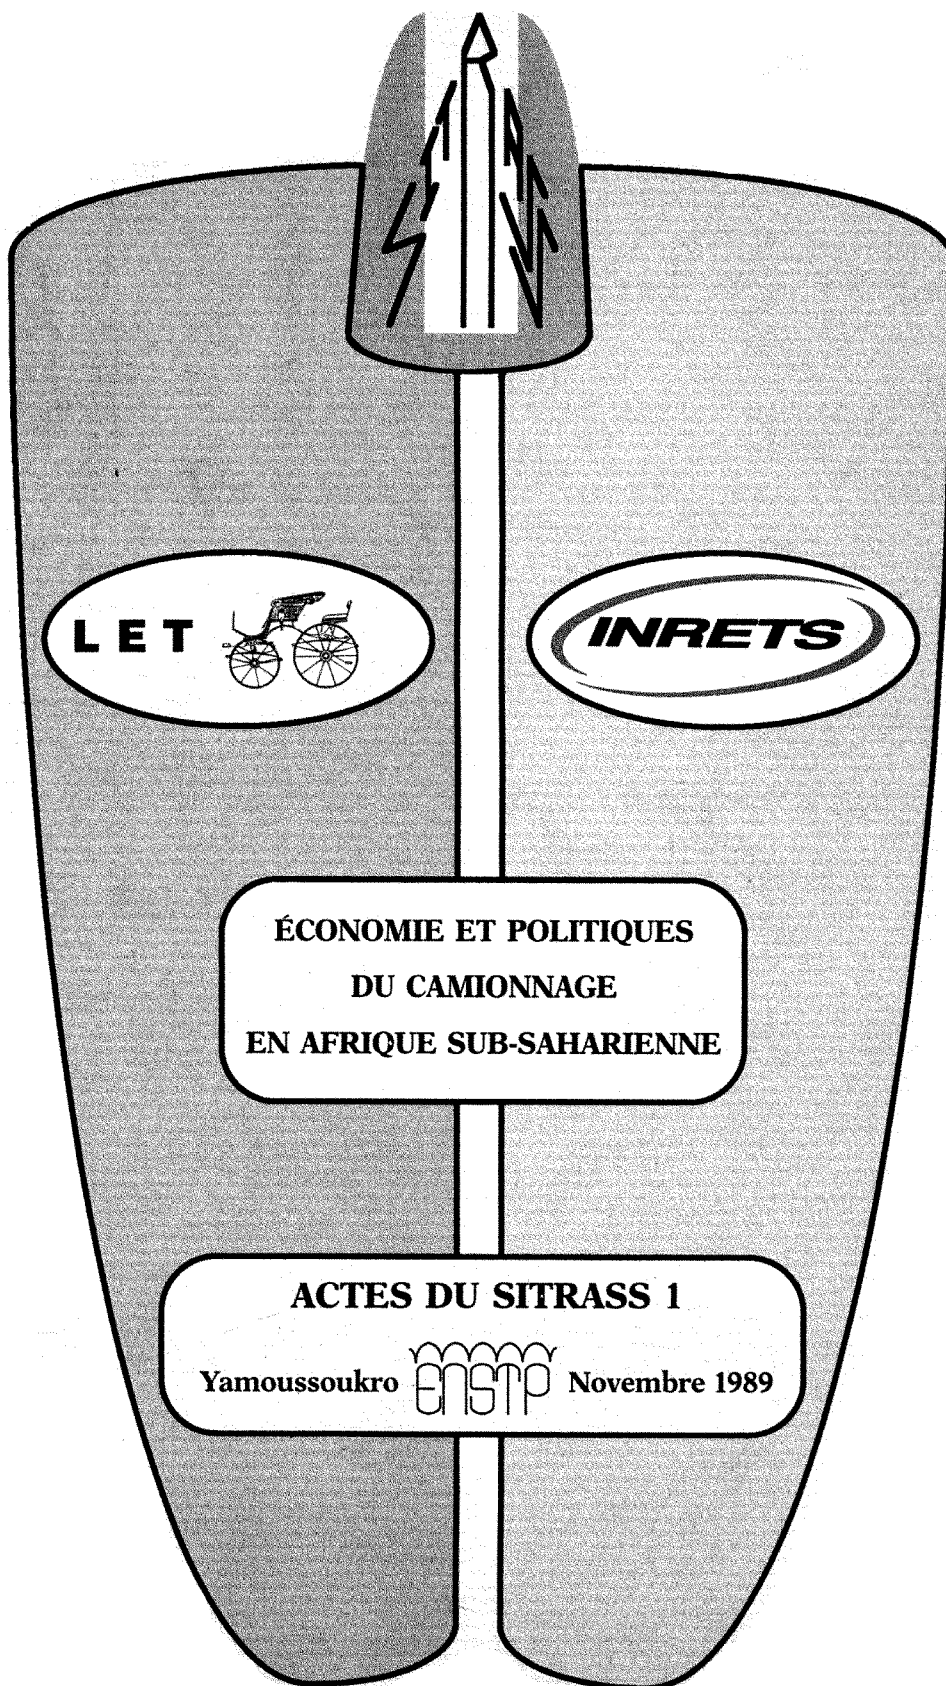 LET
INRETS
ÉCONOMIE ET POLITIQUES
DU CAMIONNAGE
EN AFRIQUE SUB-SAHARIENNE
ACTES DU SITRASS 1
Yamoussoukro ENSTP Novembre 1989